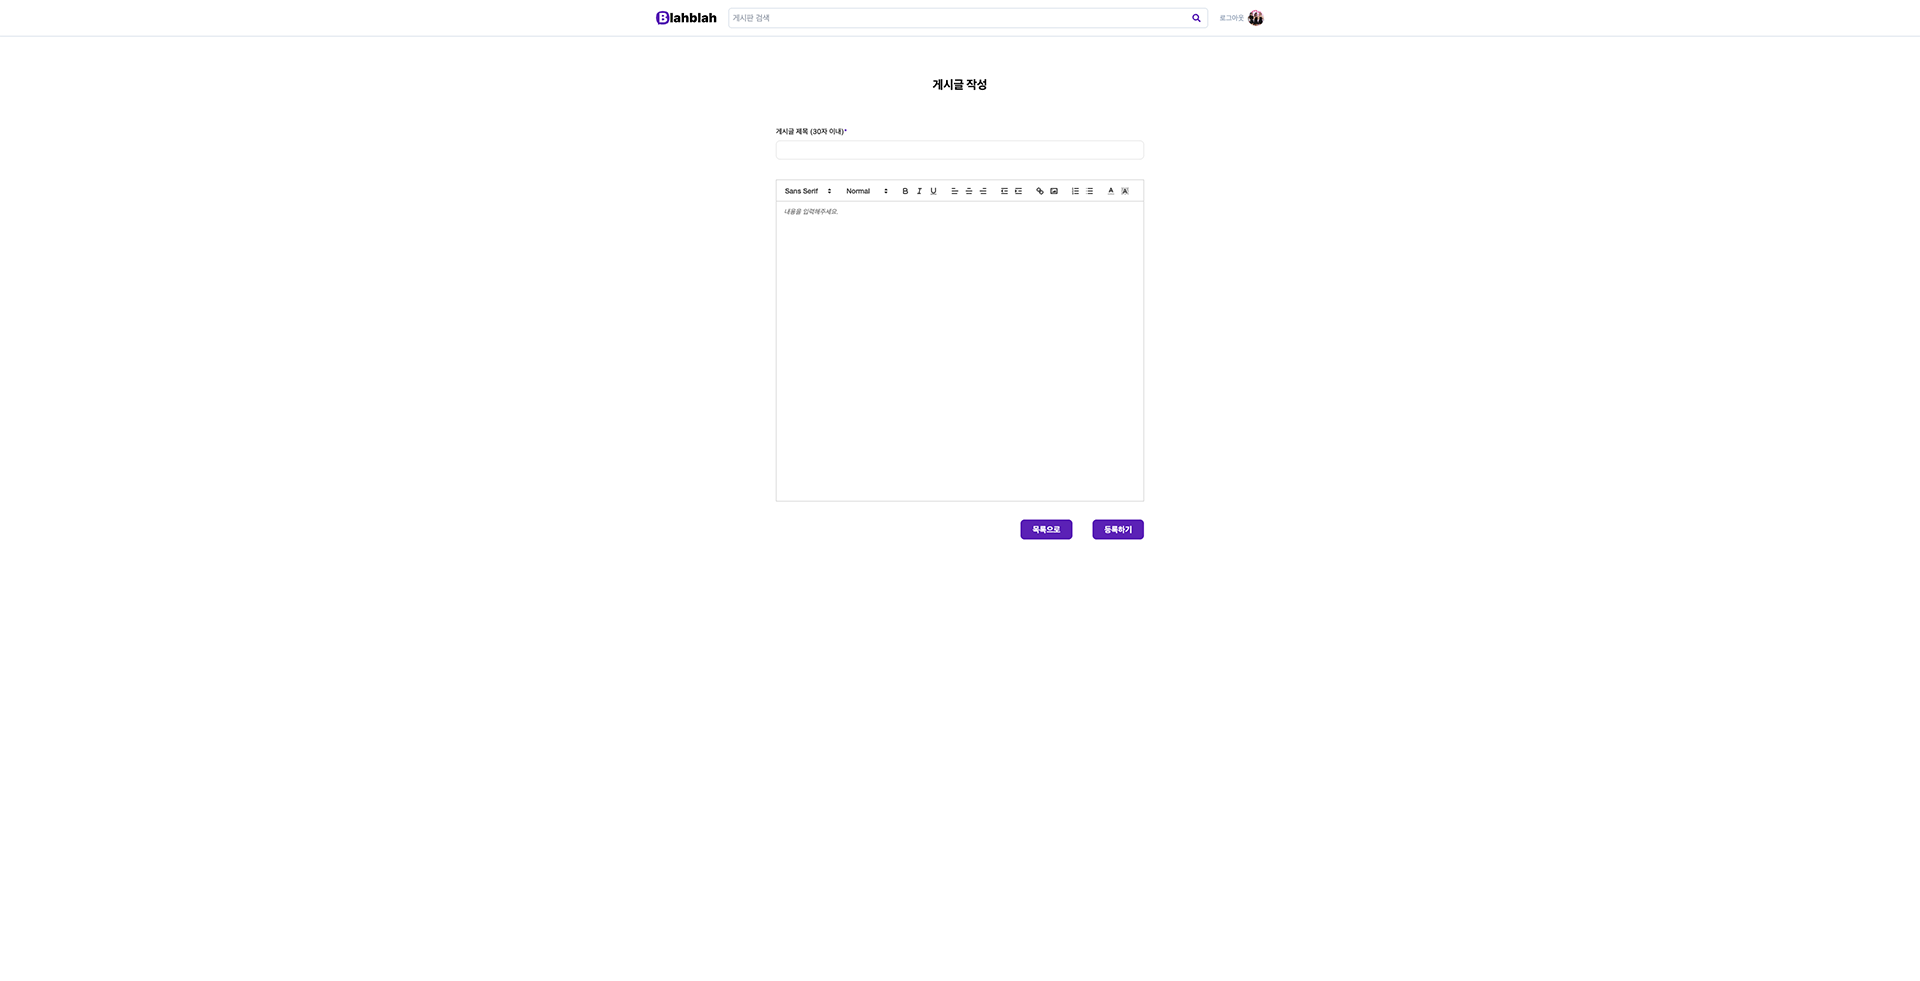 Blahblah 게시판 검색 로그아웃
게시글 작성
게시글 제목 (30자 이내)*
Sans Serif Normal B I U A A
내용을 입력해주세요.
목록으로 등록하기